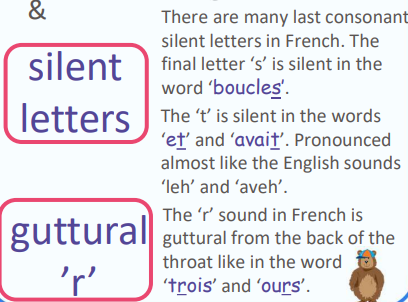 &
silent
letters
There are many last consonant
silent letters in French. The
final letter 's' is silent in the
word 'boucles'.
The 't' is silent in the words
'et' and 'avait'. Pronounced
almost like the English sounds
'leh' and 'aveh'.
guttural
'r'
The 'r' sound in French is
guttural from the back of the
throat like in the word
'trois' and 'ours'.